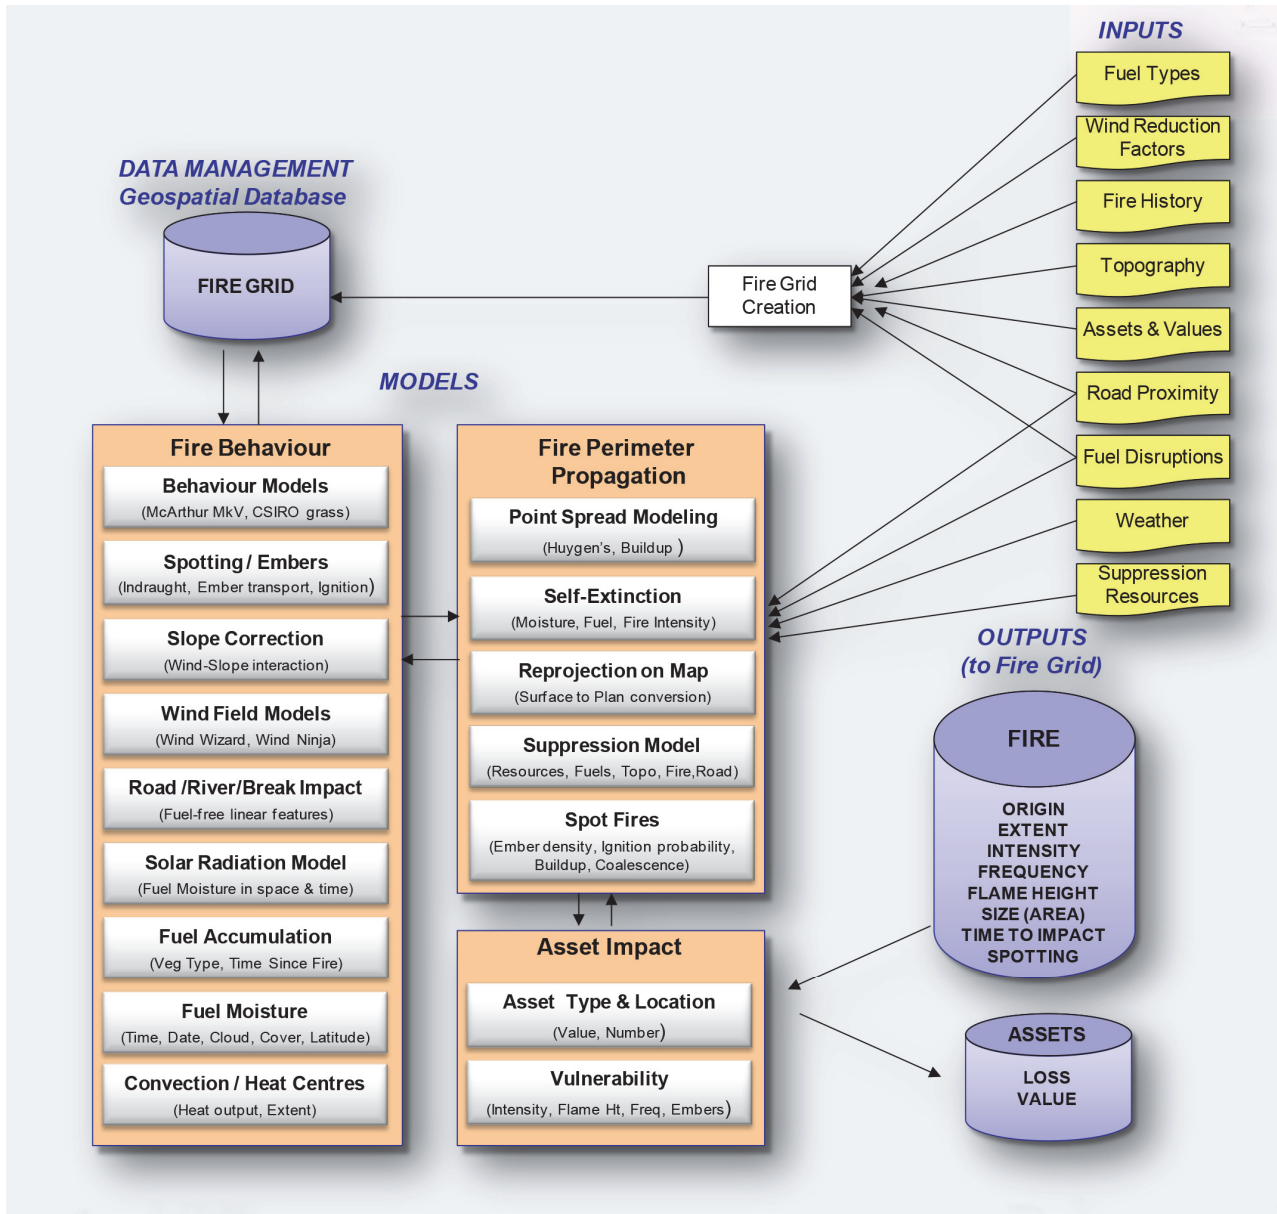 INPUTS
Fuel Types
Wind Reduction
Factors
Fire History
Topography
Assets & Values
Road Proximity
Fuel Disruptions
Weather
Suppression
Resources
DATA MANAGEMENT
Geospatial Database
FIRE GRID
Fire Grid
Creation
MODELS
Fire Behaviour
Behaviour Models
(McArthur MkV, CSIRO grass)
Spotting / Embers
(Indraught, Ember transport, Ignition)
Slope Correction
(Wind-Slope interaction)
Wind Field Models
(Wind Wizard, Wind Ninja)
Road /River/Break Impact
(Fuel-free linear features)
Solar Radiation Model
(Fuel Moisture in space & time)
Fuel Accumulation
(Veg Type, Time Since Fire)
Fuel Moisture
(Time, Date, Cloud, Cover, Latitude)
Convection / Heat Centres
(Heat output, Extent)
Fire Perimeter
Propagation
Point Spread Modeling
(Huygen's, Buildup )
Self-Extinction
(Moisture, Fuel, Fire Intensity)
Reprojection on Map
(Surface to Plan conversion)
Suppression Model
(Resources, Fuels, Topo, Fire,Road)
Spot Fires
(Ember density, Ignition probability,
Buildup, Coalescence)
Asset Impact
Asset Type & Location
(Value, Number)
Vulnerability
(Intensity, Flame Ht, Freq, Embers)
OUTPUTS
(to Fire Grid)
FIRE
ORIGIN
EXTENT
INTENSITY
FREQUENCY
FLAME HEIGHT
SIZE (AREA)
TIME TO IMPACT
SPOTTING
ASSETS
LOSS
VALUE